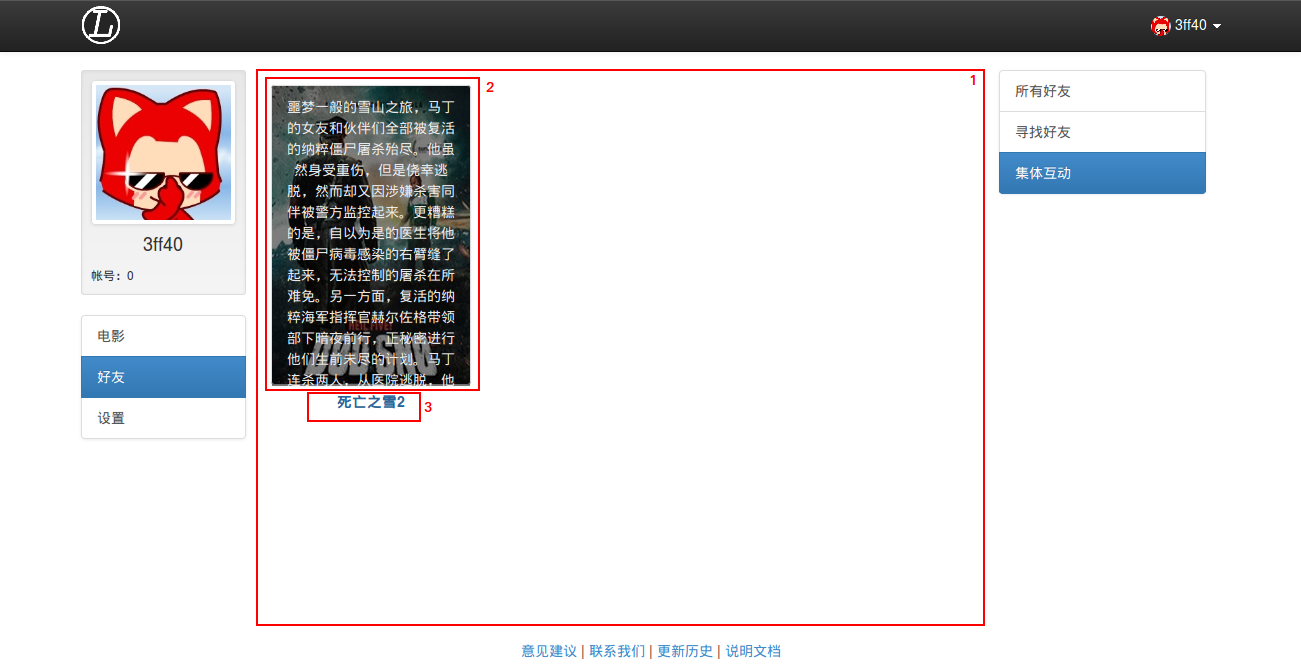 L
3ff40
3ff40
帐号：0
电影
好友
设置
1
2
噩梦一般的雪山之旅，马丁
的女友和伙伴们全部被复活
的纳粹僵尸屠杀殆尽。他虽
然身受重伤，但是侥幸逃
脱，然而却又因涉嫌杀害同
伴被警方监控起来。更糟糕
的是，自以为是的医生将他
被僵尸病毒感染的右臂缝了
起来，无法控制的屠杀在所
难免。另一方面，复活的纳
粹海军指挥官赫尔佐格带领
部下暗夜前行，正秘密进行
他们生前未尽的计划。马丁
连杀两人，从医院逃脱，他
死亡之雪2
3
所有好友
寻找好友
集体互动
意见建议 | 联系我们 | 更新历史 | 说明文档